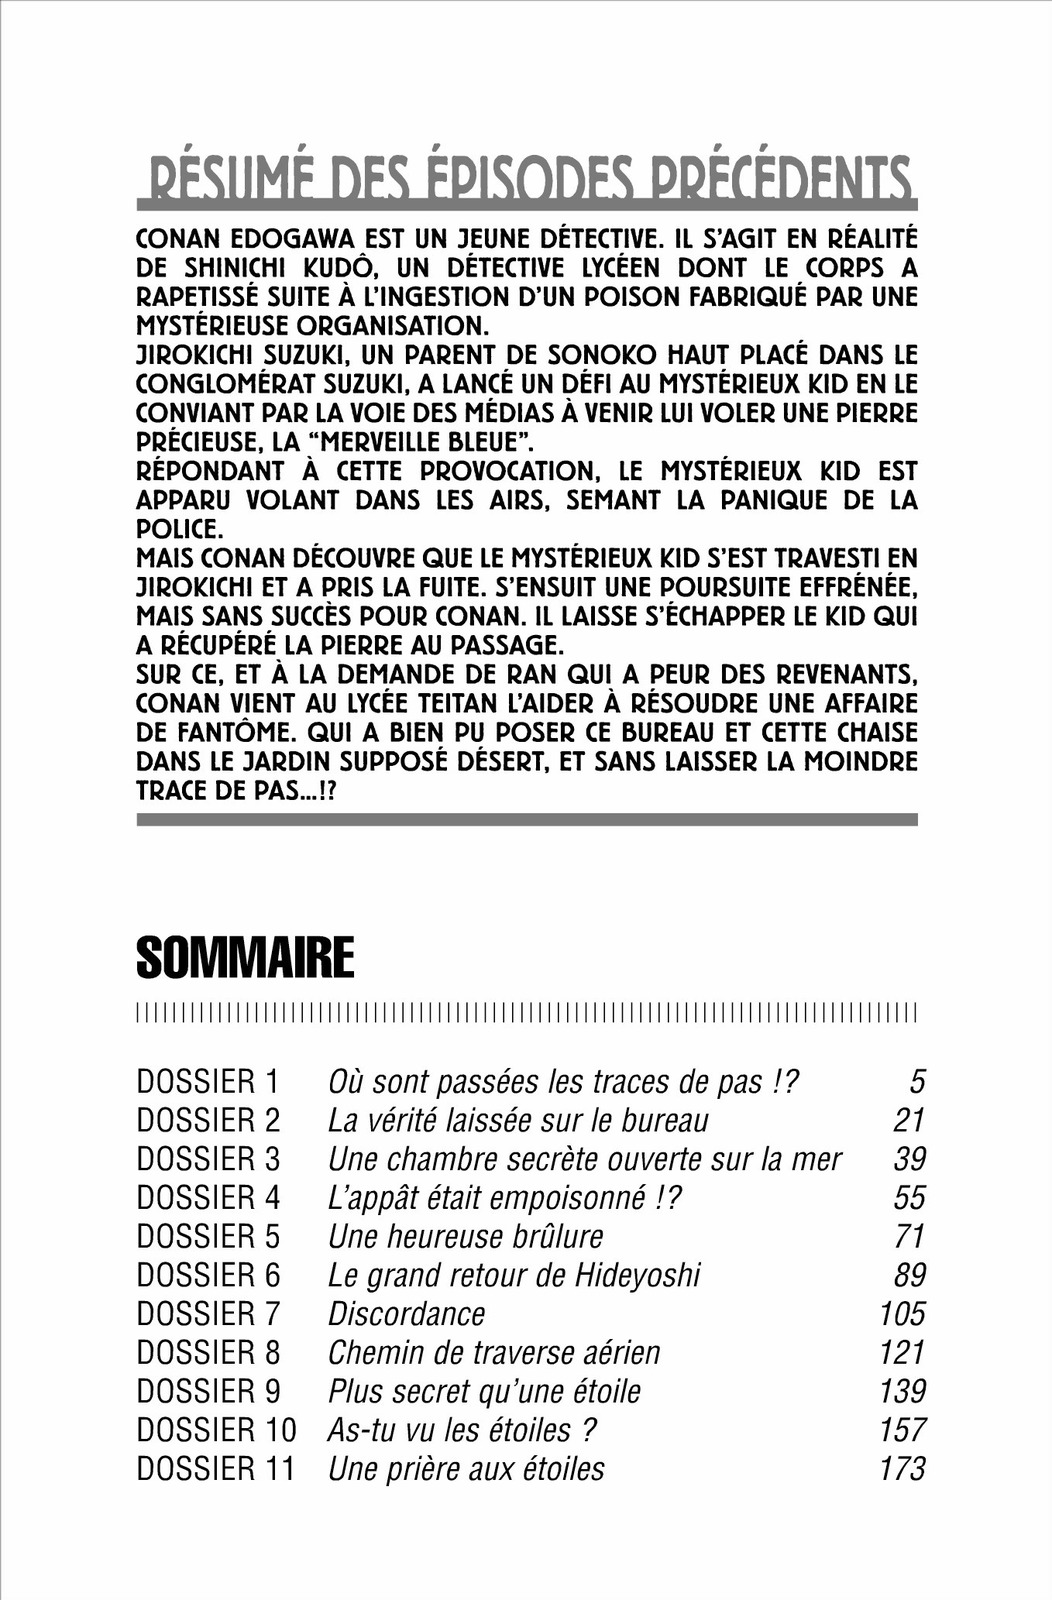 RÉSUMÉ DES ÉPISODES PRÉCÉDENTS
CONAN EDOGAWA EST UN JEUNE DÉTECTIVE. IL S'AGIT EN RÉALITÉ
DE SHINICHI KUDÔ, UN DÉTECTIVE LYCÉEN DONT LE CORPS A
RAPETISSÉ SUITE À L'INGESTION D'UN POISON FABRIQUÉ PAR UNE
MYSTÉRIEUSE ORGANISATION.
JIROKICHI SUZUKI, UN PARENT DE SONOKO HAUT PLACÉ DANS LE
CONGLOMÉRAT SUZUKI, A LANCÉ UN DÉFI AU MYSTÉRIEUX KID EN LE
CONVIANT PAR LA VOIE DES MÉDIAS À VENIR LUI VOLER UNE PIERRE
PRÉCIEUSE, LA “MERVEILLE BLEUE”.
RÉPONDANT À CETTE PROVOCATION, LE MYSTÉRIEUX KID EST
APPARU VOLANT DANS LES AIRS, SEMANT LA PANIQUE DE LA
POLICE.
MAIS CONAN DÉCOUVRE QUE LE MYSTÉRIEUX KID S'EST TRAVESTI EN
JIROKICHI ET A PRIS LA FUITE. S'ENSUIT UNE POURSUITE EFFRÉNÉE,
MAIS SANS SUCCÈS POUR CONAN. IL LAISSE S'ÉCHAPPER LE KID QUI
A RÉCUPÉRÉ LA PIERRE AU PASSAGE.
SUR CE, ET À LA DEMANDE DE RAN QUI A PEUR DES REVENANTS,
CONAN VIENT AU LYCÉE TEITAN L'AIDER À RÉSOUDRE UNE AFFAIRE
DE FANTÔME. QUI A BIEN PU POSER CE BUREAU ET CETTE CHAISE
DANS LE JARDIN SUPPOSÉ DÉSERT, ET SANS LAISSER LA MOINDRE
TRACE DE PAS...!?
SOMMAIRE
DOSSIER 1 Où sont passées les traces de pas !? 5
DOSSIER 2 La vérité laissée sur le bureau 21
DOSSIER 3 Une chambre secrète ouverte sur la mer 39
DOSSIER 4 L'appât était empoisonné !? 55
DOSSIER 5 Une heureuse brûlure 71
DOSSIER 6 Le grand retour de Hideyoshi 89
DOSSIER 7 Discordance 105
DOSSIER 8 Chemin de traverse aérien 121
DOSSIER 9 Plus secret qu'une étoile 139
DOSSIER 10 As-tu vu les étoiles ? 157
DOSSIER 11 Une prière aux étoiles 173